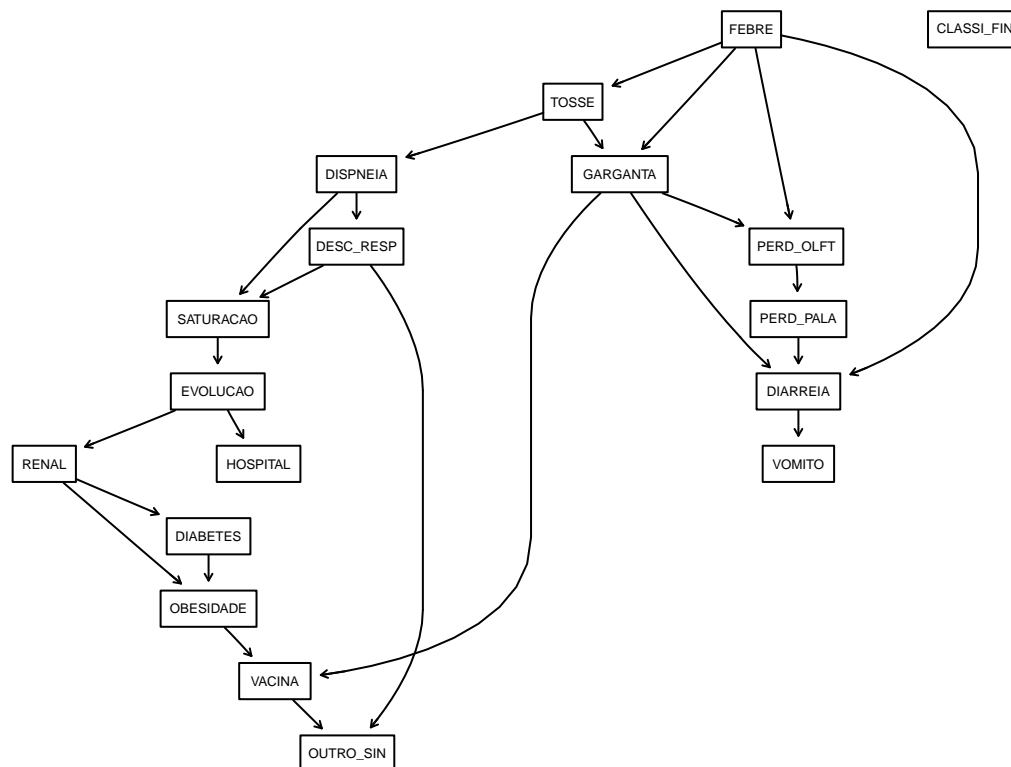 FEBRE
CLASSI_FIN
TOSSE
DISPNEIA
GARGANTA
DESC_RESP
PERD_OLFT
SATURACAO
PERD_PALA
EVOLUCAO
DIARREIA
RENAL
HOSPITAL
VOMITO
DIABETES
OBESIDADE
VACINA
OUTRO_SIN